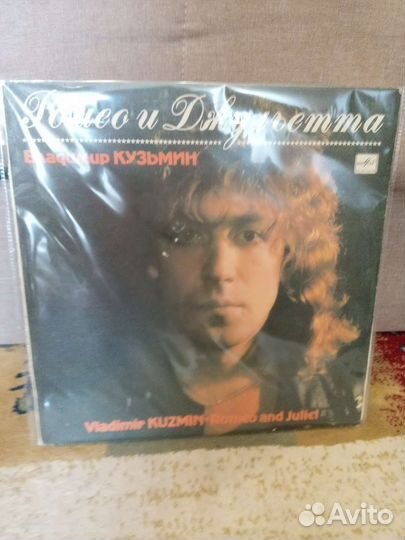 Ромео и Джульетта
Владимир КУЗЬМИН
Vladimir KUZMIN-Romeo and Juliet
Avito